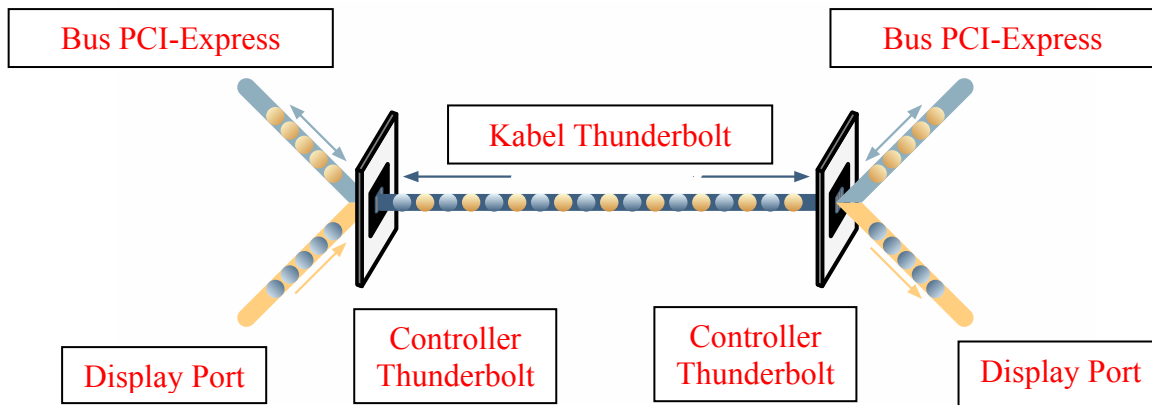 Bus PCI-Express
Bus PCI-Express
Kabel Thunderbolt
Controller
Thunderbolt
Controller
Thunderbolt
Display Port
Display Port